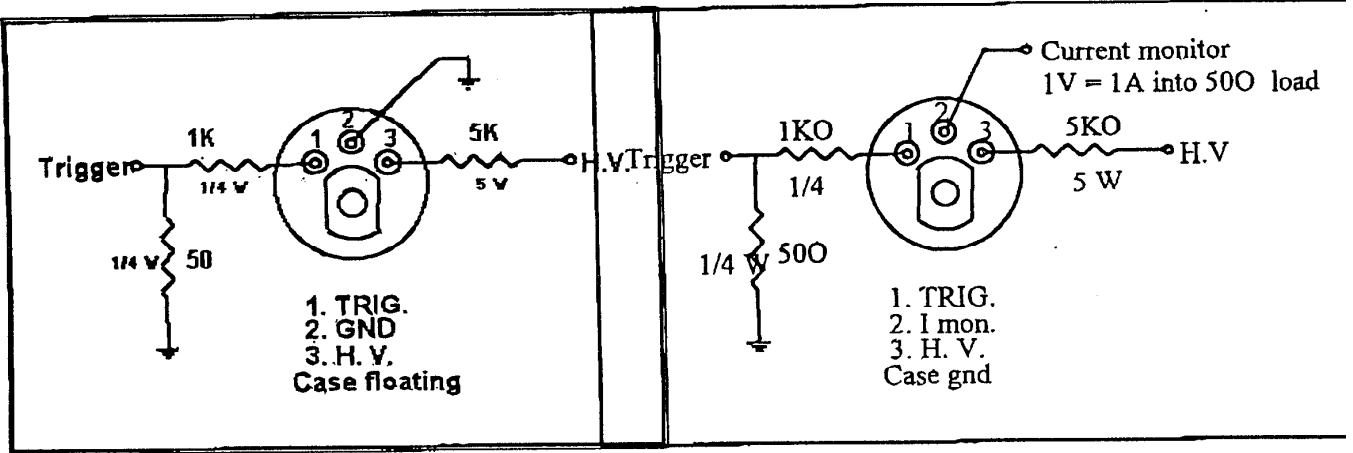 2
1
3
1K
5K
Trigger
H.V.
1/4 W
5 W
1/4 W
50
1. TRIG.
2. GND
3. H. V.
Case floating
Current monitor
1V = 1A into 50O load
2
1
3
1KO
5KO
Trigger
H.V
1/4
5 W
1/4 W
50O
1. TRIG.
2. I mon.
3. H. V.
Case gnd